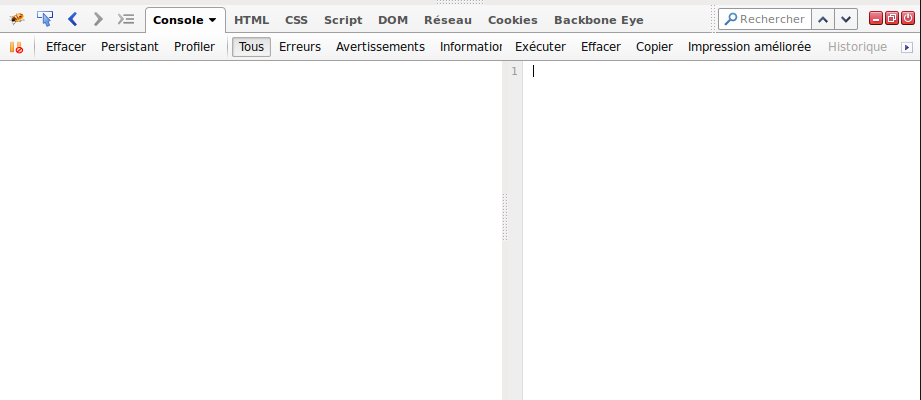 Console HTML CSS Script DOM Réseau Cookies Backbone Eye Rechercher
Effacer Persistant Profiler Tous Erreurs Avertissements Information Exécuter Effacer Copier Impression améliorée Historique
1